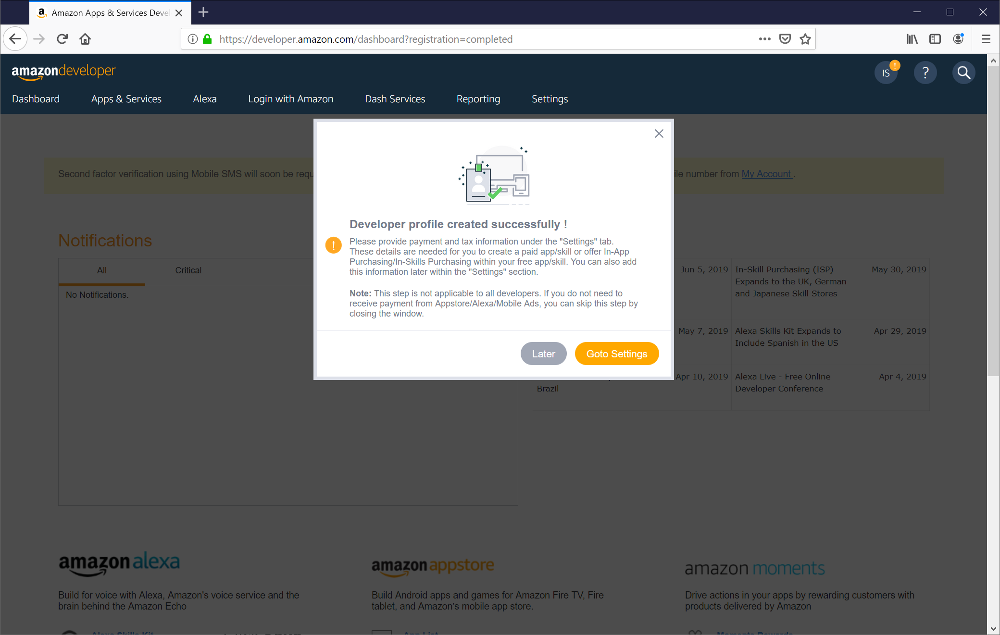 Amazon Apps & Services Devel
https://developer.amazon.com/dashboard?registration=completed
amazondeveloper
IS
!
?
Dashboard
Apps & Services
Alexa
Login with Amazon
Dash Services
Reporting
Settings
Second factor verification using Mobile SMS will soon be requ
ile number from My Account .
Developer profile created successfully !
!
Please provide payment and tax information under the "Settings" tab.
These details are needed for you to create a paid app/skill or offer In-App
Purchasing/In-Skills Purchasing within your free app/skill. You can also add
this information later within the "Settings" section.
Note: This step is not applicable to all developers. If you do not need to
receive payment from Appstore/Alexa/Mobile Ads, you can skip this step by
closing the window.
Later
Goto Settings
Notifications
All
Critical
No Notifications.
Jun 5, 2019
In-Skill Purchasing (ISP)
Expands to the UK, German
and Japanese Skill Stores
May 30, 2019
May 7, 2019
Alexa Skills Kit Expands to
Include Spanish in the US
Apr 29, 2019
Brazil
Apr 10, 2019
Alexa Live - Free Online
Developer Conference
Apr 4, 2019
amazon alexa
Build for voice with Alexa, Amazon's voice service and the
brain behind the Amazon Echo
Alexa Skills Kit
amazon appstore
Build Android apps and games for Amazon Fire TV, Fire
tablet, and Amazon's mobile app store.
App List
amazon moments
Drive actions in your apps by rewarding customers with
products delivered by Amazon
Moments Rewards